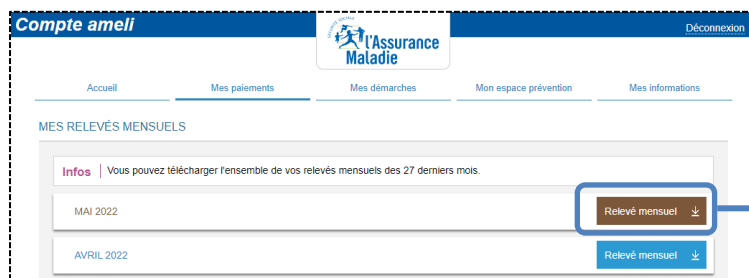 Compte ameli
SÉCURITÉ SOCIALE
l'Assurance
Maladie
Déconnexion
Accueil
Mes paiements
Mes démarches
Mon espace prévention
Mes informations
MES RELEVÉS MENSUELS
Infos | Vous pouvez télécharger l'ensemble de vos relevés mensuels des 27 derniers mois.
MAI 2022
Relevé mensuel
AVRIL 2022
Relevé mensuel